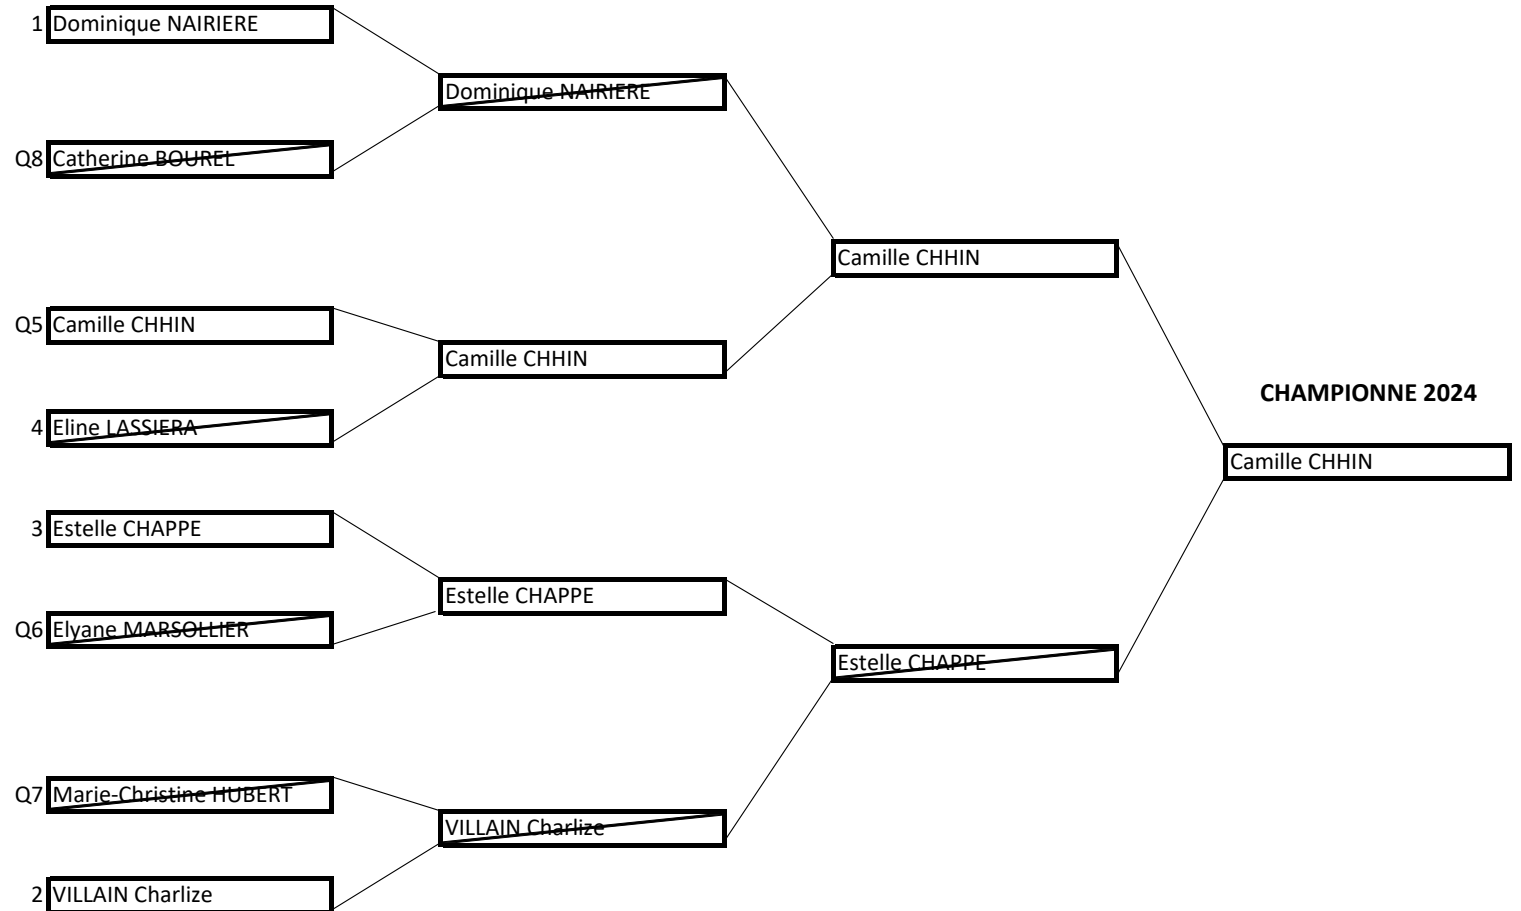 1 Dominique NAIRIERE
Dominique NAIRIERE
Q8 Catherine BOUREL
Camille CHHIN
Q5 Camille CHHIN
Camille CHHIN
CHAMPIONNE 2024
4 Eline LASSIERA
Camille CHHIN
3 Estelle CHAPPE
Estelle CHAPPE
Q6 Elyane MARSOLLIER
Estelle CHAPPE
Q7 Marie-Christine HUBERT
VILLAIN Charlize
2 VILLAIN Charlize